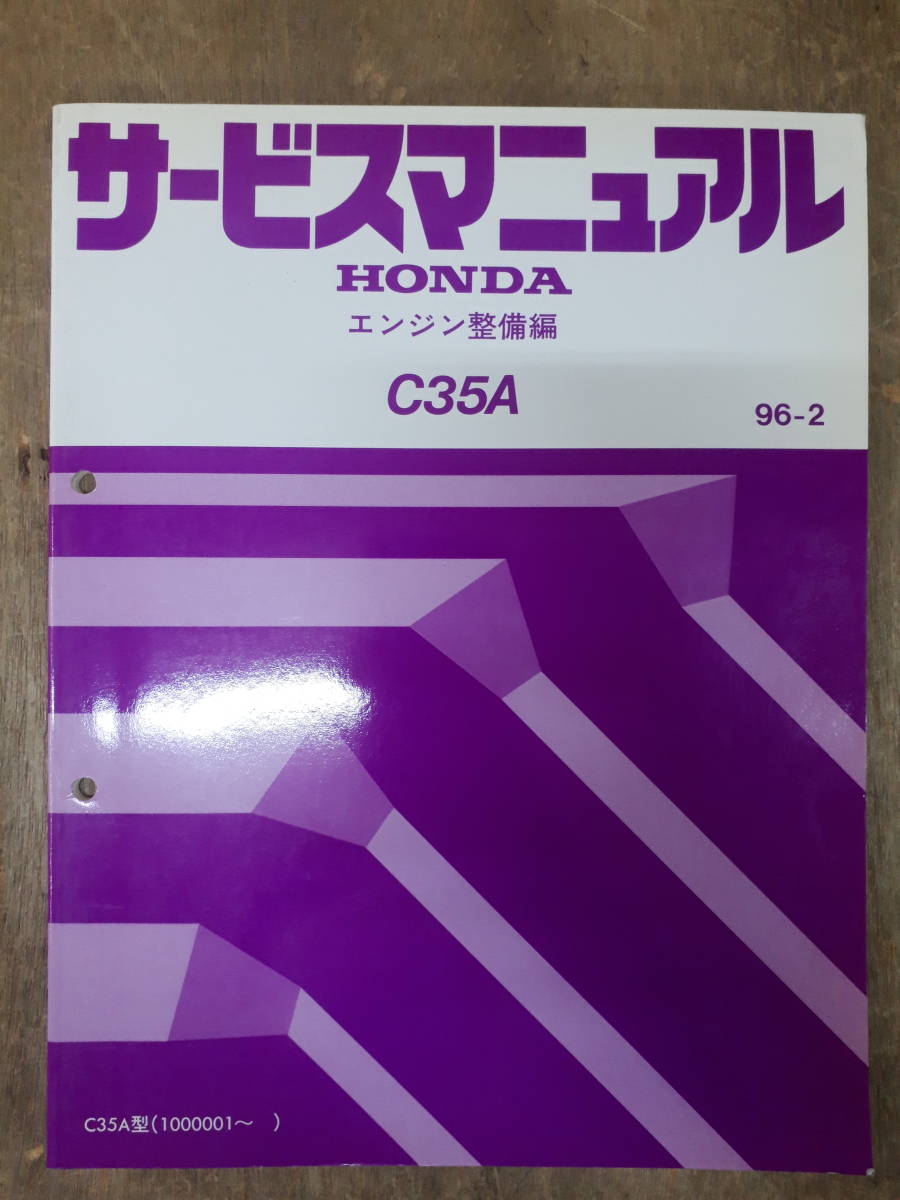 サービスマニュアル
HONDA
エンジン整備編
C35A
96-2
C35A型(1000001〜　)